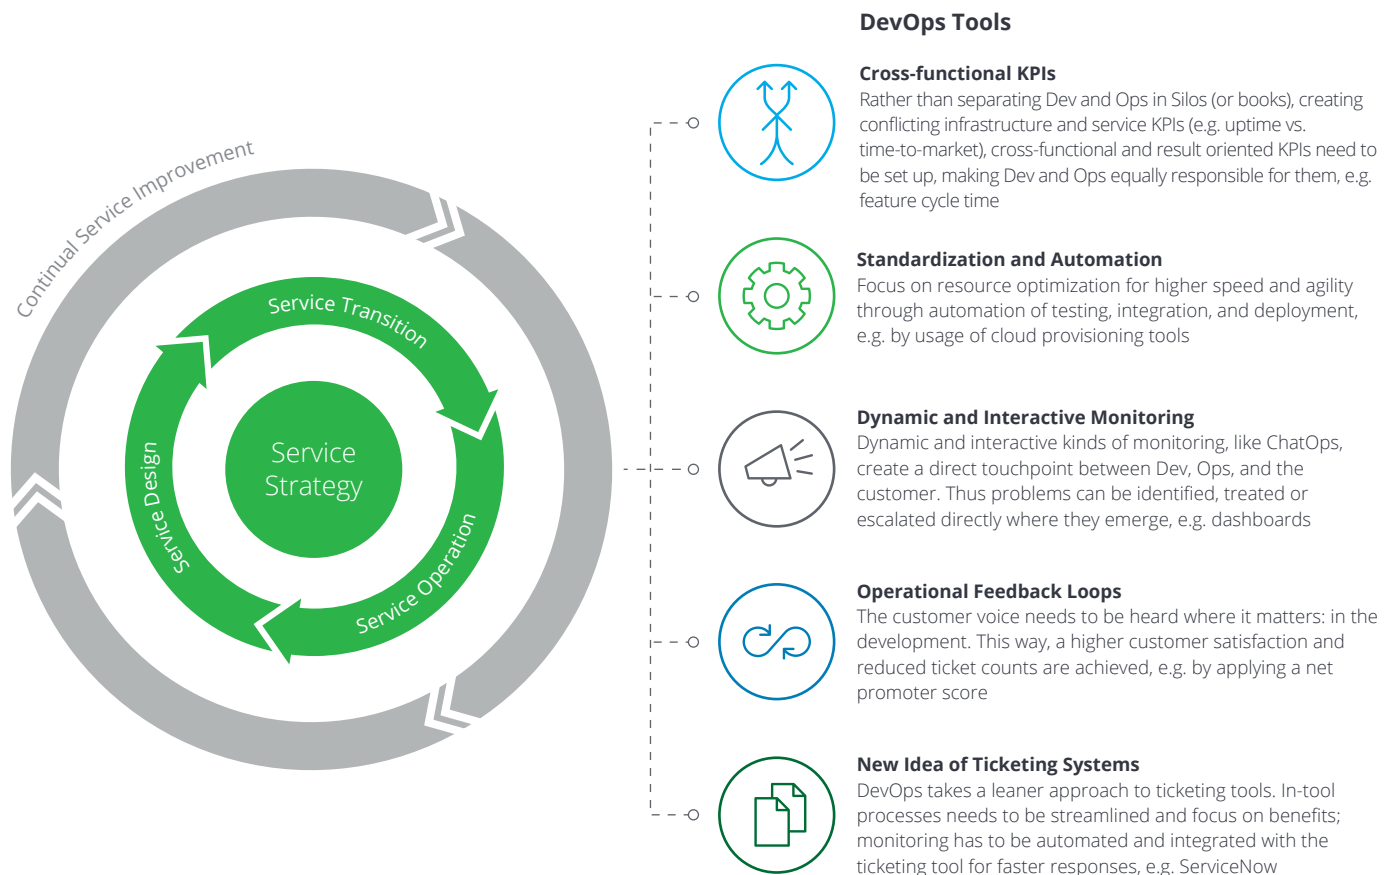 Continual Service Improvement
Service Transition
Service Design
Service Operation
Service
Strategy
DevOps Tools
Cross-functional KPIs
Rather than separating Dev and Ops in Silos (or books), creating
conflicting infrastructure and service KPIs (e.g. uptime vs.
time-to-market), cross-functional and result oriented KPIs need to
be set up, making Dev and Ops equally responsible for them, e.g.
feature cycle time
Standardization and Automation
Focus on resource optimization for higher speed and agility
through automation of testing, integration, and deployment,
e.g. by usage of cloud provisioning tools
Dynamic and Interactive Monitoring
Dynamic and interactive kinds of monitoring, like ChatOps,
create a direct touchpoint between Dev, Ops, and the
customer. Thus problems can be identified, treated or
escalated directly where they emerge, e.g. dashboards
Operational Feedback Loops
The customer voice needs to be heard where it matters: in the
development. This way, a higher customer satisfaction and
reduced ticket counts are achieved, e.g. by applying a net
promoter score
New Idea of Ticketing Systems
DevOps takes a leaner approach to ticketing tools. In-tool
processes needs to be streamlined and focus on benefits;
monitoring has to be automated and integrated with the
ticketing tool for faster responses, e.g. ServiceNow